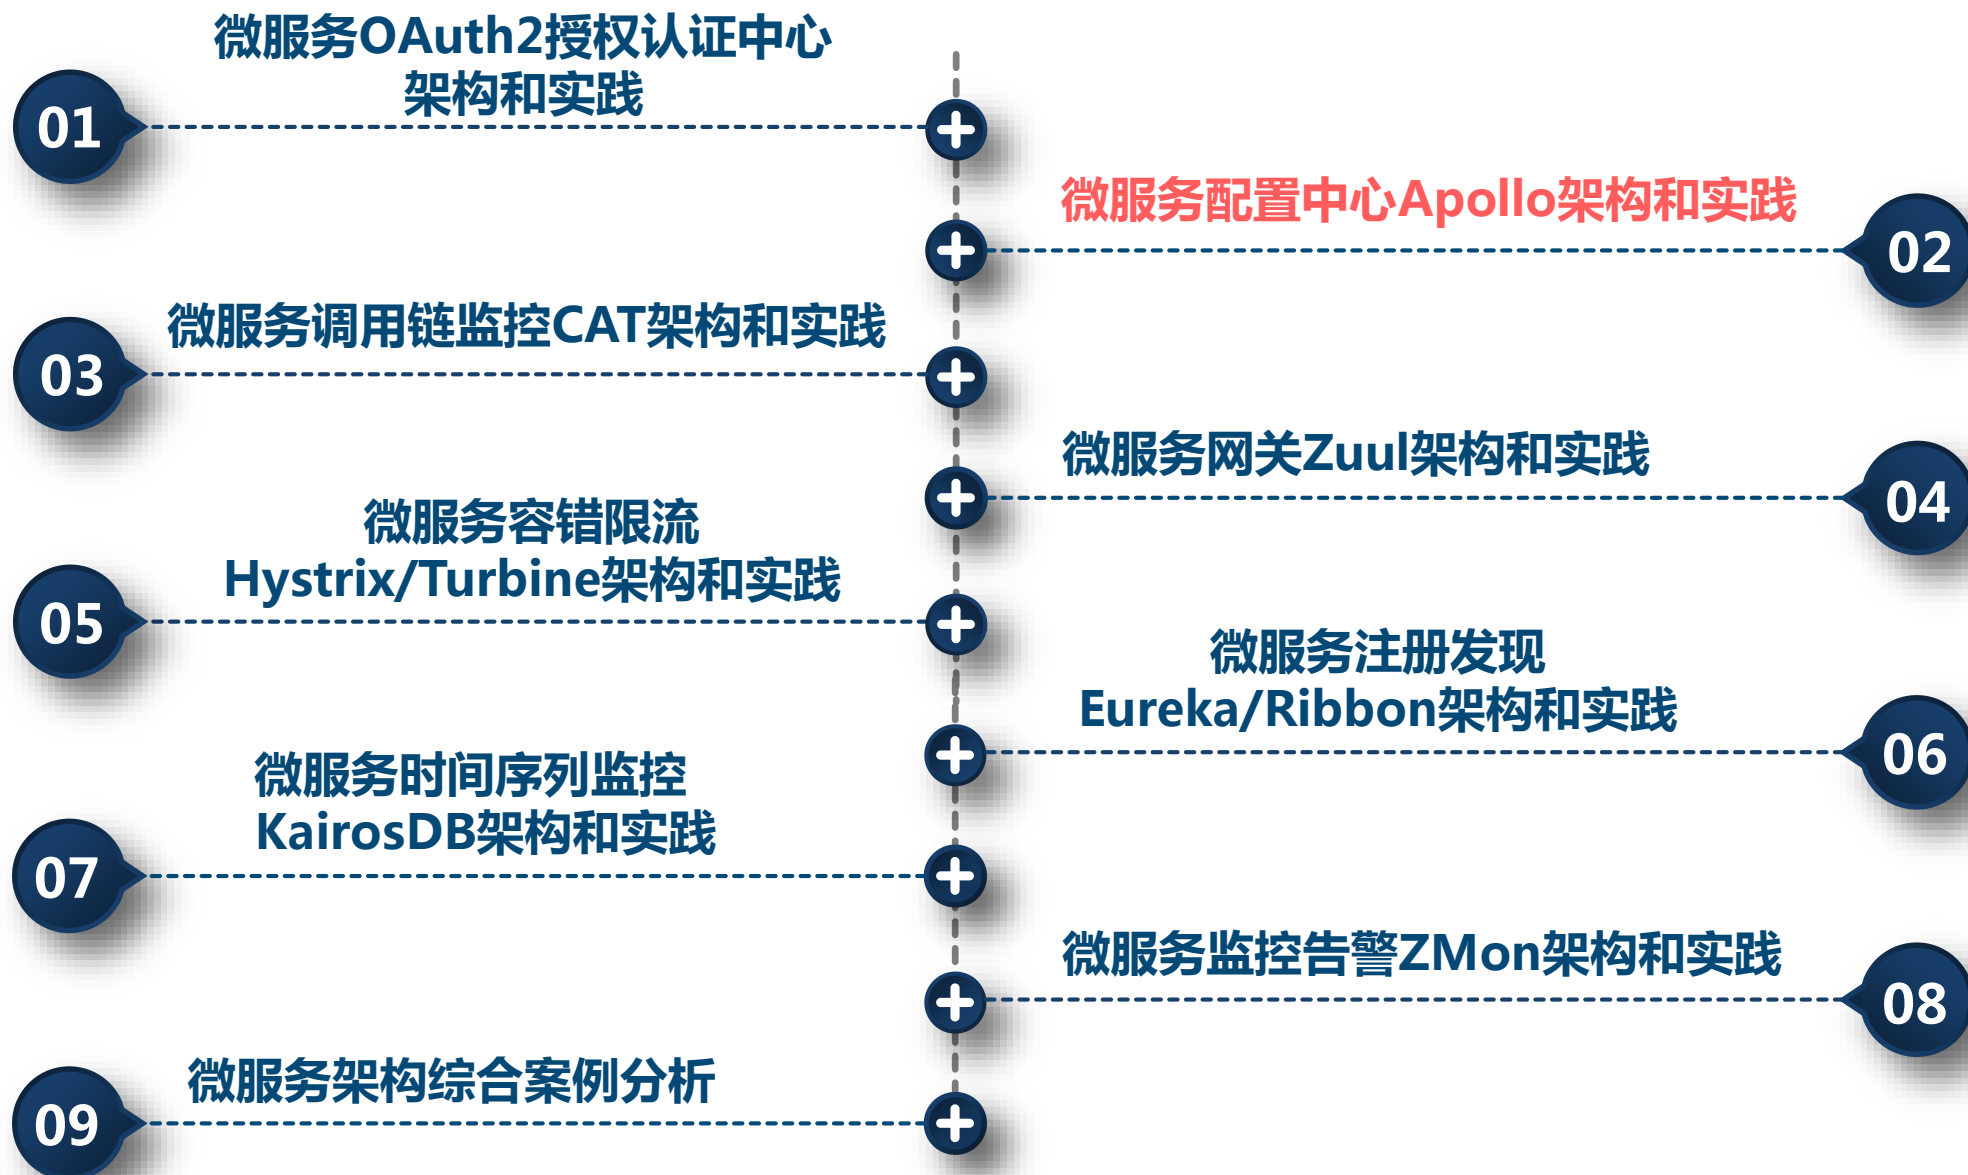 01
微服务OAuth2授权认证中心
架构和实践
02
微服务配置中心Apollo架构和实践
03
微服务调用链监控CAT架构和实践
04
微服务网关Zuul架构和实践
05
微服务容错限流
Hystrix/Turbine架构和实践
06
微服务注册发现
Eureka/Ribbon架构和实践
07
微服务时间序列监控
KairosDB架构和实践
08
微服务监控告警ZMon架构和实践
09
微服务架构综合案例分析